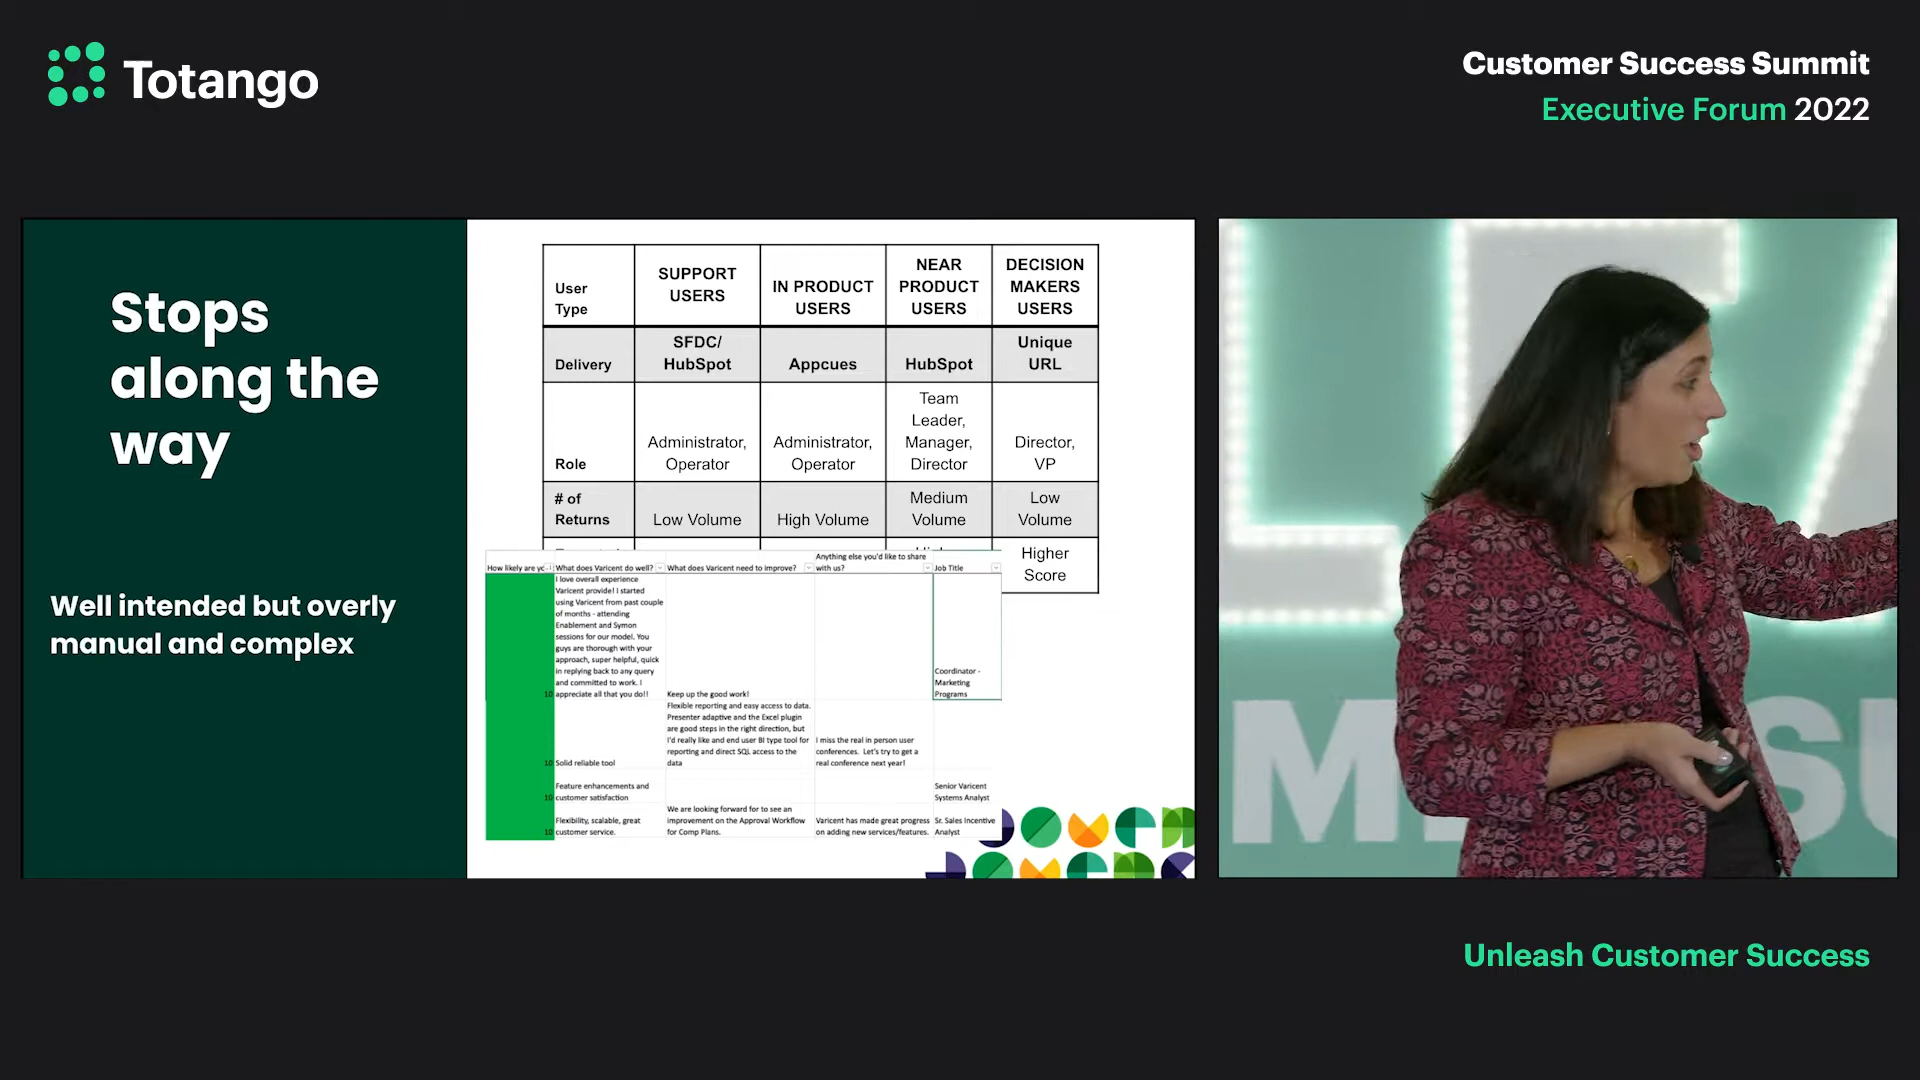 Totango
Customer Success Summit
Executive Forum 2022
Stops
along the
way
Well intended but overly
manual and complex
User
Type
SUPPORT
USERS
IN PRODUCT
USERS
NEAR
PRODUCT
USERS
DECISION
MAKERS
USERS
Delivery
SFDC/
HubSpot
Appcues
HubSpot
Unique
URL
Role
Administrator,
Operator
Administrator,
Operator
Team
Leader,
Manager,
Director
Director,
VP
# of
Returns
Low Volume
High Volume
Medium
Volume
Low
Volume
Higher
Score
How likely are yo
What does Varicent do well?
What does Varicent need to improve?
Anything else you'd like to share
with us?
Job Title
10
I love overall experience
Varicent provide! I started
using Varicent from past couple
of months - attending
Enablement and Symon
sessions for our model. You
guys are thorough with your
approach, super helpful, quick
in replying back to any query
and committed to work. I
appreciate all that you do!!
Keep up the good work!
Coordinator -
Marketing
Programs
10
Solid reliable tool
Flexible reporting and easy access to data.
Presenter adaptive and the Excel plugin
are good steps in the right direction, but
I'd really like and end user BI type tool for
reporting and direct SQL access to the
data
I miss the real in person user
conferences. Let's try to get a
real conference next year!
10
Feature enhancements and
customer satisfaction
Senior Varicent
Systems Analyst
10
Flexibility, scalable, great
customer service.
We are looking forward for to see an
improvement on the Approval Workflow
for Comp Plans.
Varicent has made great progress
on adding new services/features.
Sr. Sales Incentive
Analyst
Unleash Customer Success